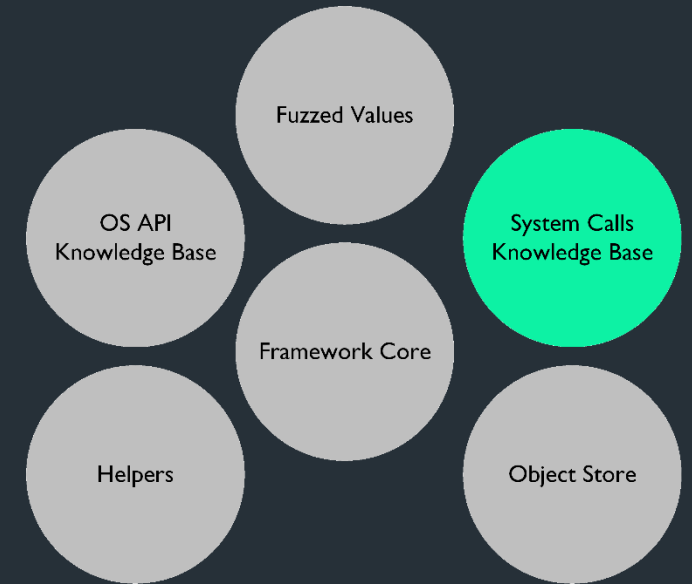 Fuzzed Values
OS API
Knowledge Base
System Calls
Knowledge Base
Framework Core
Helpers
Object Store